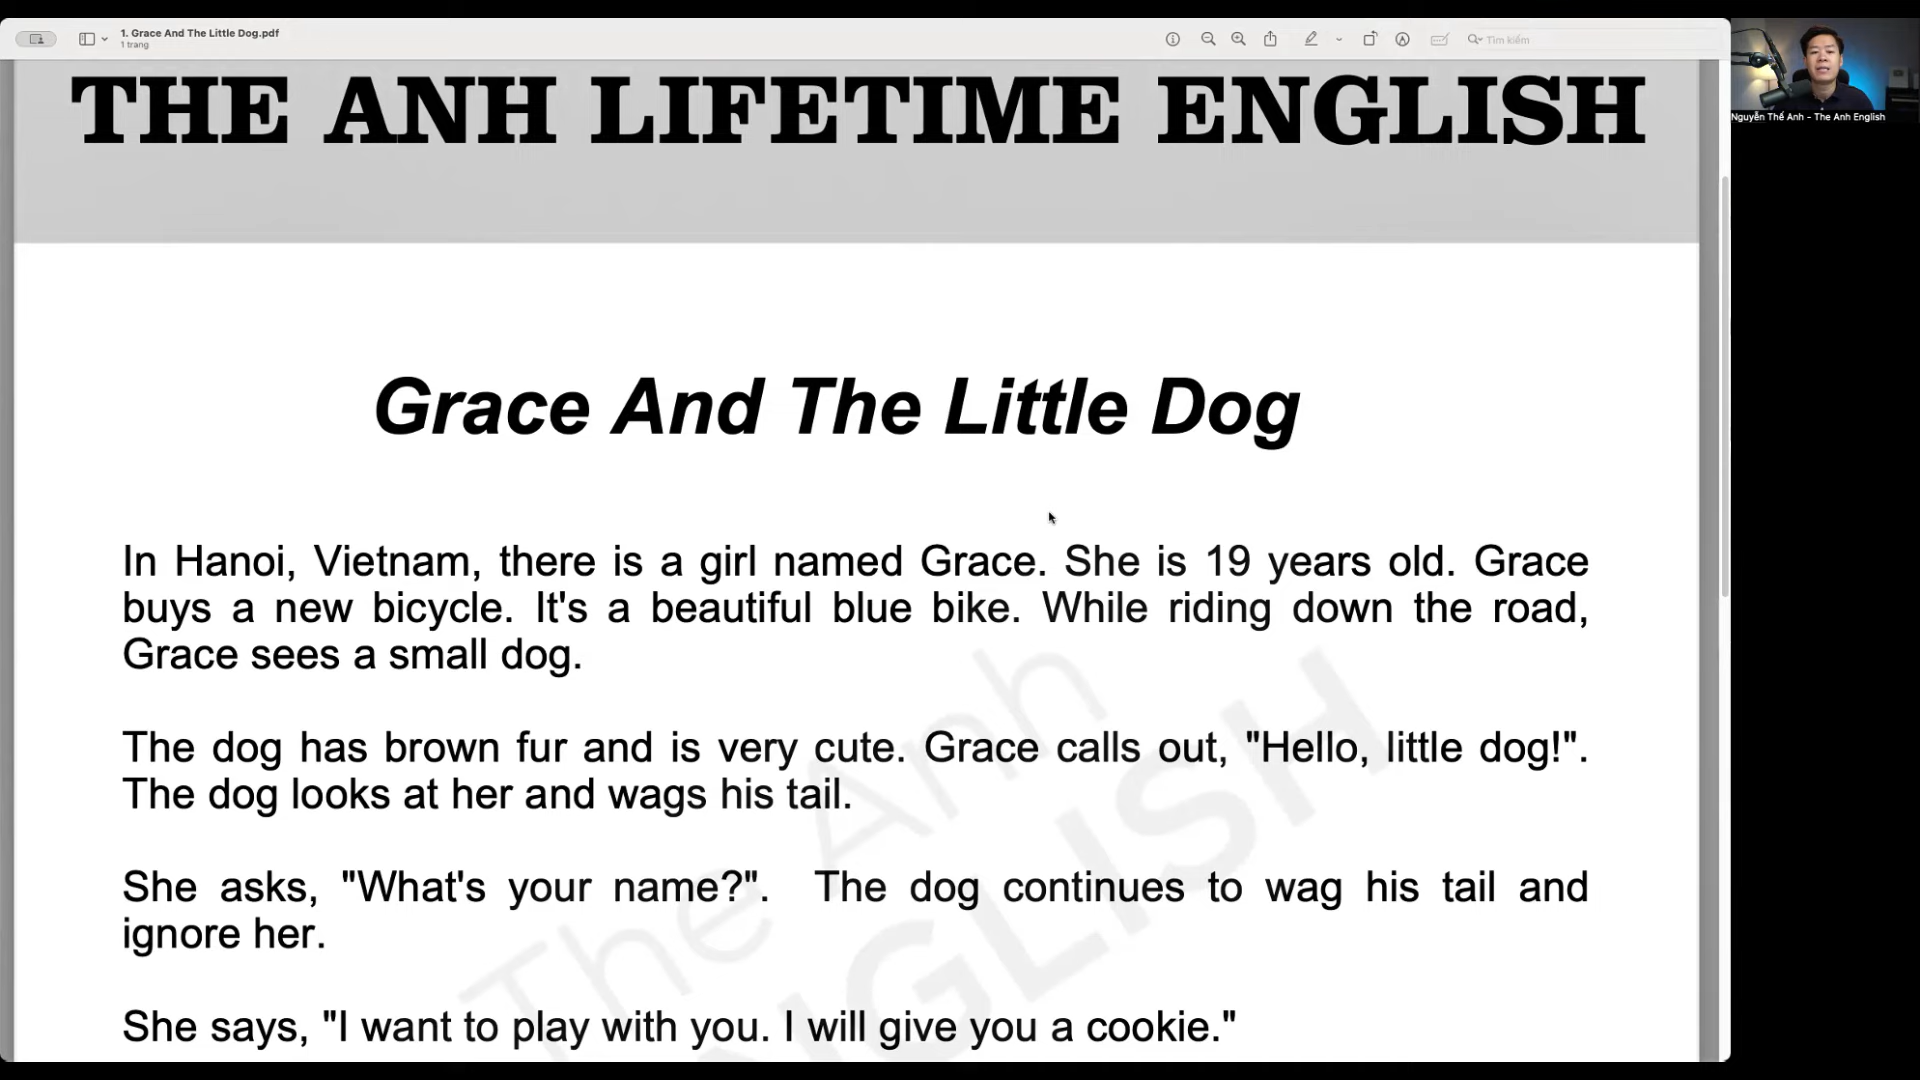 1. Grace And The Little Dog.pdf
1 trang
Tìm kiếm
Nguyễn Thế Anh - The Anh English
THE ANH LIFETIME ENGLISH
Grace And The Little Dog
In Hanoi, Vietnam, there is a girl named Grace. She is 19 years old. Grace
buys a new bicycle. It's a beautiful blue bike. While riding down the road,
Grace sees a small dog.
The dog has brown fur and is very cute. Grace calls out, "Hello, little dog!".
The dog looks at her and wags his tail.
She asks, "What's your name?".  The dog continues to wag his tail and
ignore her.
She says, "I want to play with you. I will give you a cookie."
The Anh
ENGLISH